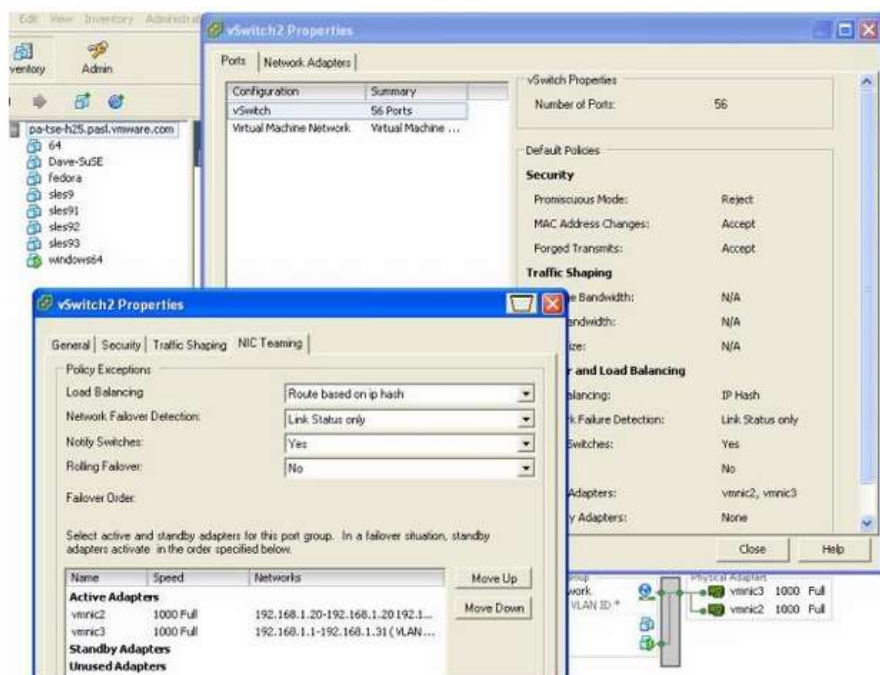 Edit View Inventory Administrat
ventory Admin
pa-tse-h25.pasl.vmware.com
64
Dave-SuSE
fedora
sles9
sles91
sles92
sles93
windows64
vSwitch2 Properties
Ports Network Adapters
Configuration Summary
vSwitch 56 Ports
Virtual Machine Network Virtual Machine ...
vSwitch Properties
Number of Ports: 56
Default Policies
Security
Promiscuous Mode: Reject
MAC Address Changes: Accept
Forged Transmits: Accept
Traffic Shaping
e Bandwidth: N/A
andwidth: N/A
ize: N/A
r and Load Balancing
alancing: IP Hash
k Failure Detection: Link Status only
Switches: Yes
No
Adapters: vmnic2, vmnic3
y Adapters: None
Close Help
vSwitch2 Properties
General Security Traffic Shaping NIC Teaming
Policy Exceptions
Load Balancing Route based on ip hash
Network Failover Detection: Link Status only
Notify Switches: Yes
Rolling Failover: No
Failover Order:
Select active and standby adapters for this port group. In a failover situation, standby
adapters activate in the order specified below.
Name Speed Networks
Active Adapters
vmnic2 1000 Full 192.168.1.20-192.168.1.20 192.1...
vmnic3 1000 Full 192.168.1.1-192.168.1.31 ( VLAN ...
Standby Adapters
Unused Adapters
Move Up
Move Down
work
VLAN ID *
Physical Adapters
vmnic3 1000 Full
vmnic2 1000 Full